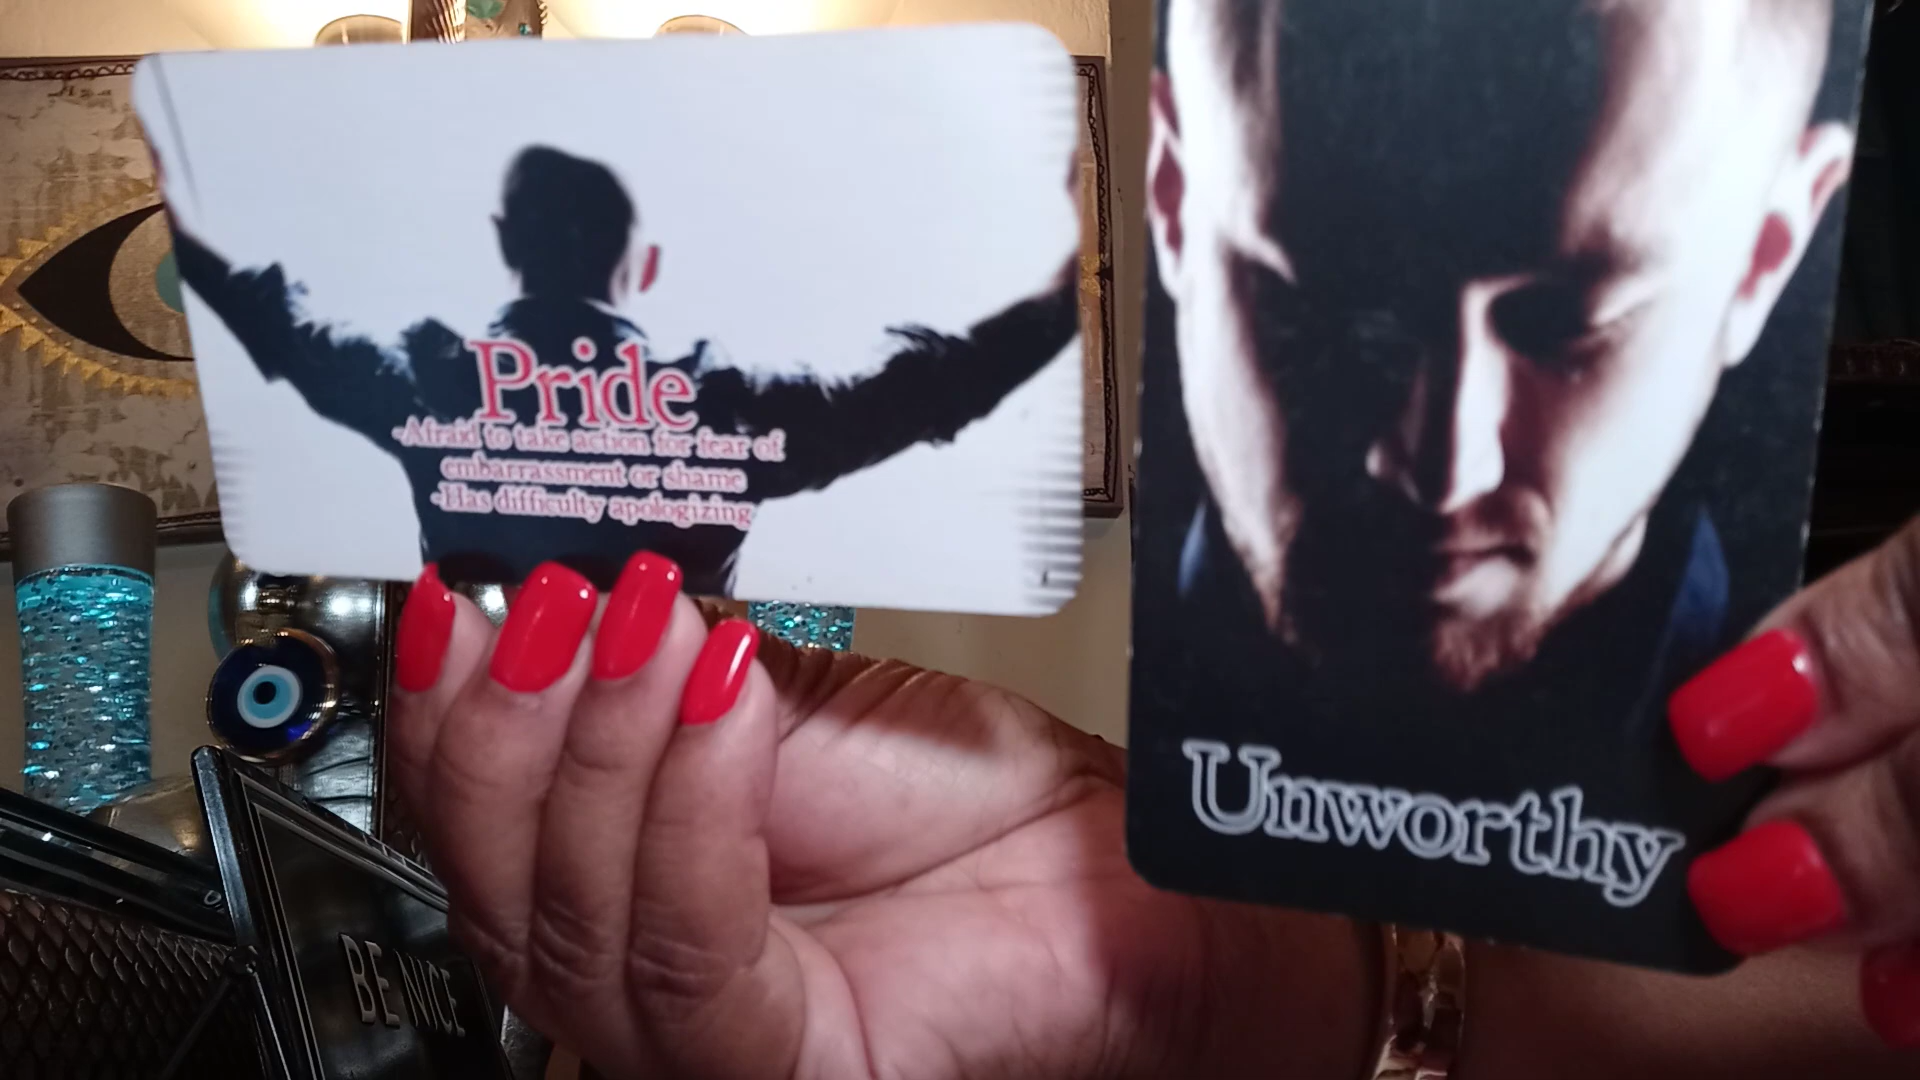 Pride
-Afraid to take action for fear of
embarrassment or shame
-Has difficulty apologizing
Unworthy
BE NICE